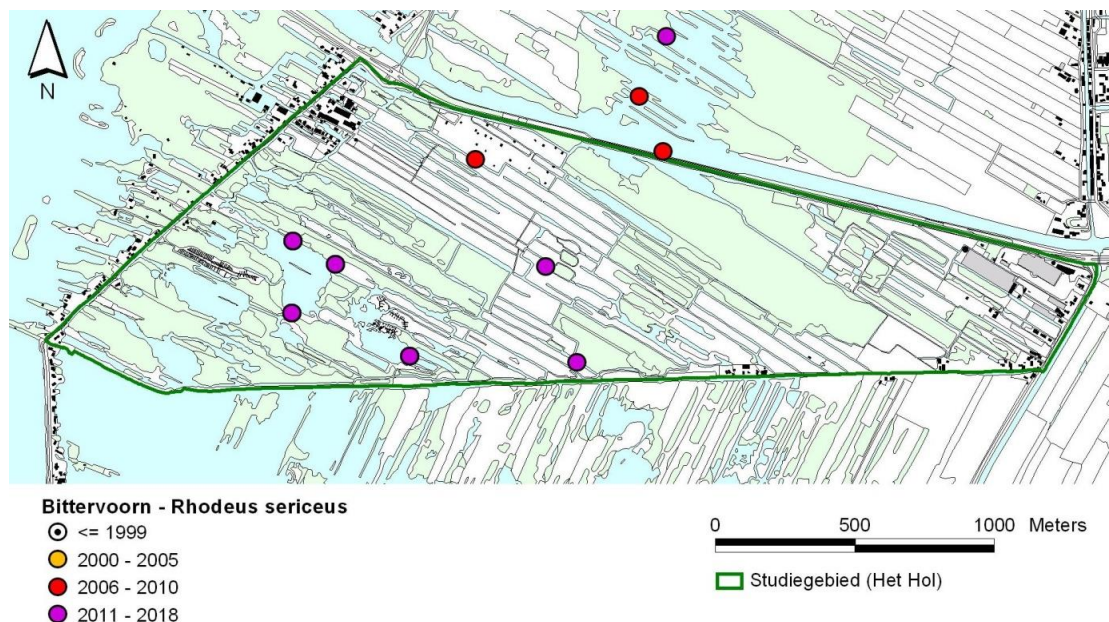 N
Bittervoorn - Rhodeus sericeus
<= 1999
2000 - 2005
2006 - 2010
2011 - 2018
0 500 1000 Meters
Studiegebied (Het Hol)